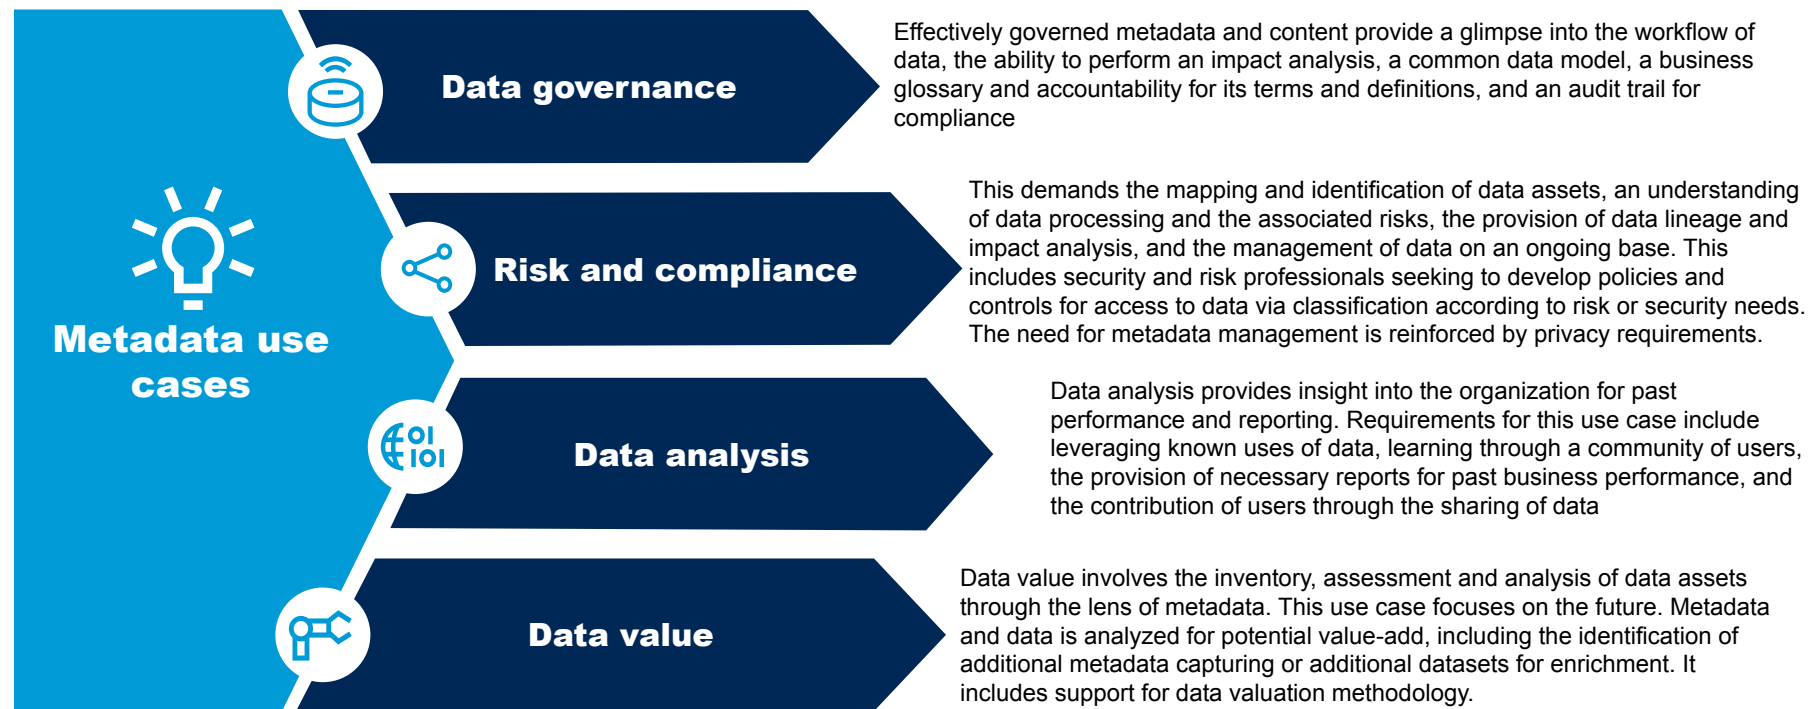 Metadata use
cases
Data governance
Effectively governed metadata and content provide a glimpse into the workflow of
data, the ability to perform an impact analysis, a common data model, a business
glossary and accountability for its terms and definitions, and an audit trail for
compliance
Risk and compliance
This demands the mapping and identification of data assets, an understanding
of data processing and the associated risks, the provision of data lineage and
impact analysis, and the management of data on an ongoing base. This
includes security and risk professionals seeking to develop policies and
controls for access to data via classification according to risk or security needs.
The need for metadata management is reinforced by privacy requirements.
Data analysis
Data analysis provides insight into the organization for past
performance and reporting. Requirements for this use case include
leveraging known uses of data, learning through a community of users,
the provision of necessary reports for past business performance, and
the contribution of users through the sharing of data
Data value
Data value involves the inventory, assessment and analysis of data assets
through the lens of metadata. This use case focuses on the future. Metadata
and data is analyzed for potential value-add, including the identification of
additional metadata capturing or additional datasets for enrichment. It
includes support for data valuation methodology.